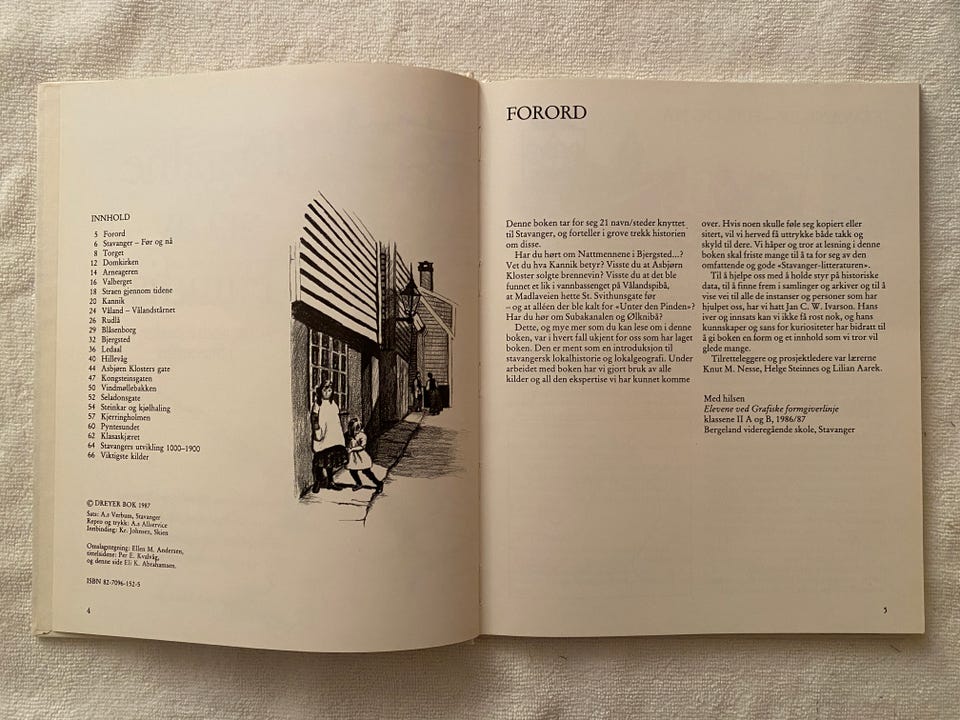 INNHOLD
5 Forord
6 Stavanger – Før og nå
8 Torget
12 Domkirken
14 Arneageren
16 Valberget
18 Straen gjennom tidene
20 Kannik
24 Våland – Vålandstårnet
26 Rudlå
29 Blåsenborg
32 Bjergsted
36 Ledaal
40 Hillevåg
44 Asbjørn Klosters gate
47 Kongsteinsgaten
50 Vindmøllebakken
52 Seladonsgate
54 Steinkar og kjølhaling
57 Kjerringholmen
60 Pyntesundet
62 Klasaskjæret
64 Stavangers utvikling 1000–1900
66 Viktigste kilder
© DREYER BOK 1987
Sats: A.s Verbum, Stavanger
Repro og trykk: A.s Allservice
Innbinding: Kr. Johnsen, Skien
Omslagstegning: Ellen M. Andersen,
tittelsidene: Per E. Kvalvåg,
og denne side Eli K. Abrahamsen.
ISBN 82-7096-152-5
4
FORORD
Denne boken tar for seg 21 navn/steder knyttet
til Stavanger, og forteller i grove trekk historien
om disse.
Har du hørt om Nattmennene i Bjergsted...?
Vet du hva Kannik betyr? Visste du at Asbjørn
Kloster solgte brennevin? Visste du at det ble
funnet et lik i vannbassenget på Vålandspibå,
at Madlaveien hette St. Svithunsgate før
– og at alléen der ble kalt for «Unter den Pinden»?
Har du hør om Subakanalen og Ølknibå?
Dette, og mye mer som du kan lese om i denne
boken, var i hvert fall ukjent for oss som har laget
boken. Den er ment som en introduksjon til
stavangersk lokalhistorie og lokalgeografi. Under
arbeidet med boken har vi gjort bruk av alle
kilder og all den ekspertise vi har kunnet komme
over. Hvis noen skulle føle seg kopiert eller
sitert, vil vi herved få uttrykke både takk og
skyld til dere. Vi håper og tror at lesning i denne
boken skal friste mange til å ta for seg av den
omfattende og gode «Stavanger-litteraturen».
Til å hjelpe oss med å holde styr på historiske
data, til å finne frem i samlinger og arkiver og til å
vise vei til alle de instanser og personer som har
hjulpet oss, har vi hatt Jan C. W. Ivarson. Hans
iver og innsats kan vi ikke få rost nok, og hans
kunnskaper og sans for kuriositeter har bidratt til
å gi boken en form og et innhold som vi tror vil
glede mange.
Tilretteleggere og prosjektledere var lærerne
Knut M. Nesse, Helge Steinnes og Lilian Aarek.
Med hilsen
Elevene ved Grafiske formgiverlinje
klassene II A og B, 1986/87
Bergeland videregående skole, Stavanger
5